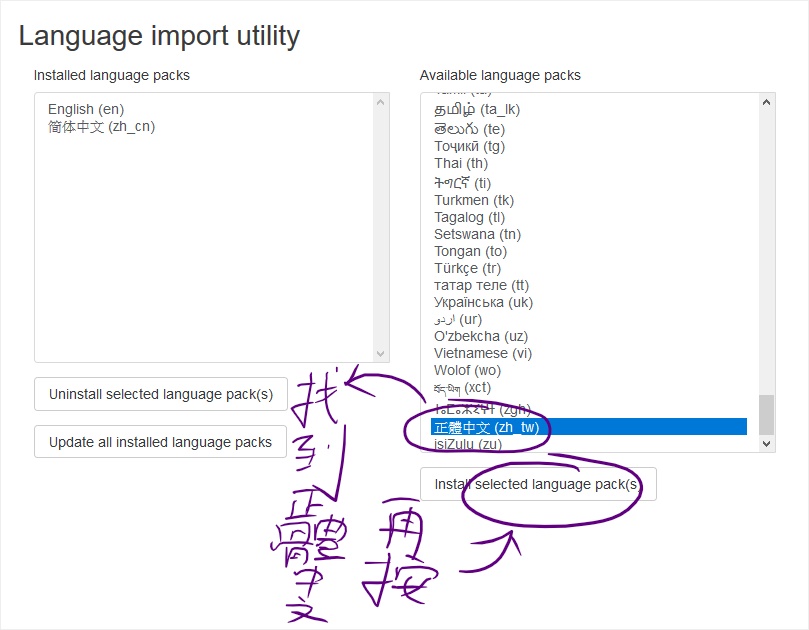 Language import utility
Installed language packs
English (en)
简体中文 (zh_cn)
Uninstall selected language pack(s)
Update all installed language packs
Available language packs
தமிழ் (ta_lk)
తెలుగు (te)
Тоҷикӣ (tg)
Thai (th)
ትግርኛ (ti)
Turkmen (tk)
Tagalog (tl)
Setswana (tn)
Tongan (to)
Türkçe (tr)
татар теле (tt)
Українська (uk)
اردو (ur)
O'zbekcha (uz)
Vietnamese (vi)
Wolof (wo)
བོད་ཡིག (xct)
(zgh)
正體中文 (zh_tw)
isiZulu (zu)
Install selected language pack(s)
找到正體中文
再按